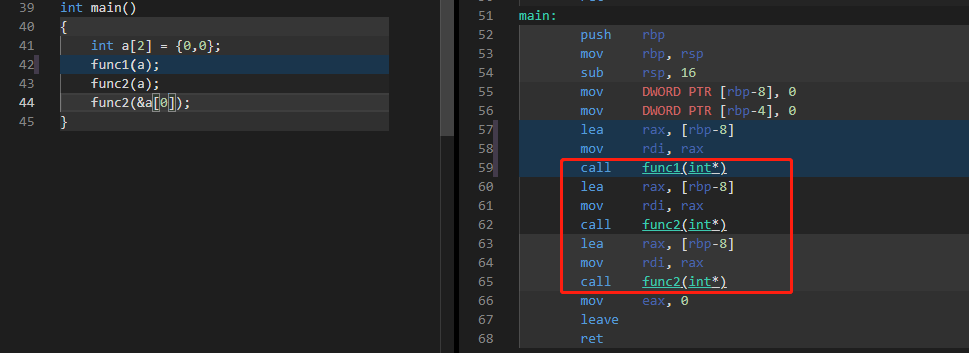 39 int main()
40 {
41 int a[2] = {0,0};
42 func1(a);
43 func2(a);
44 func2(&a[0]);
45 }
51 main:
52 push rbp
53 mov rbp, rsp
54 sub rsp, 16
55 mov DWORD PTR [rbp-8], 0
56 mov DWORD PTR [rbp-4], 0
57 lea rax, [rbp-8]
58 mov rdi, rax
59 call func1(int*)
60 lea rax, [rbp-8]
61 mov rdi, rax
62 call func2(int*)
63 lea rax, [rbp-8]
64 mov rdi, rax
65 call func2(int*)
66 mov eax, 0
67 leave
68 ret